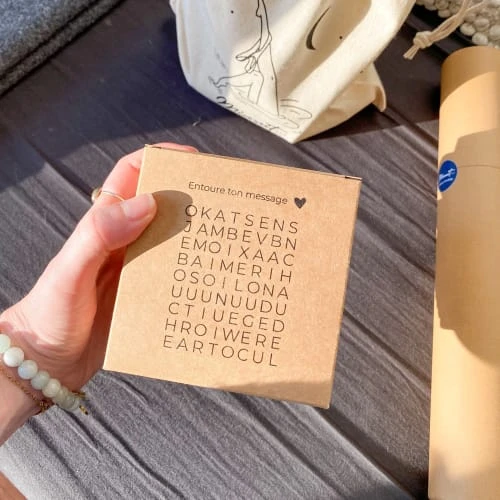 Entoure ton message ♥
OKATSENS
JAMBEVBN
EMOIXAAC
BAIMERIH
OSOILONA
UUUNUUDU
CTIUEGED
HROIWERE
EARTOCUL